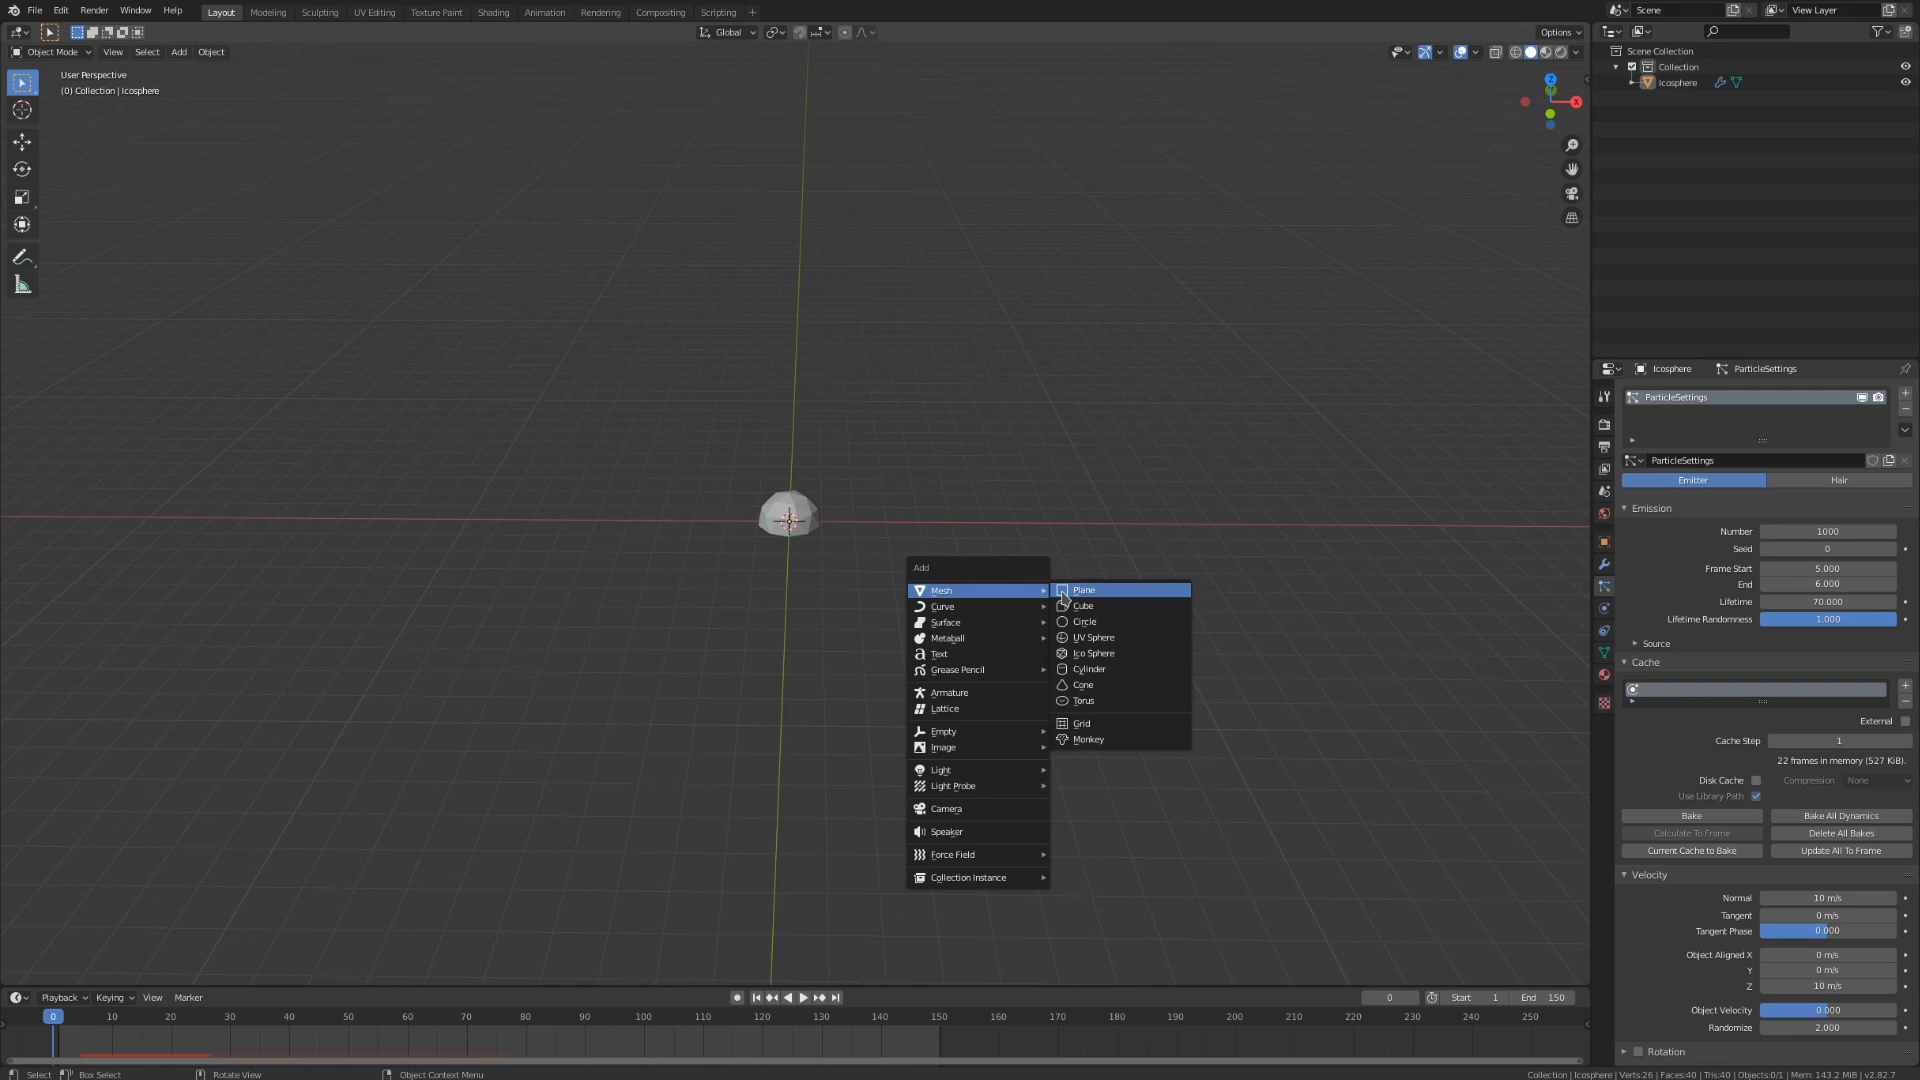 File Edit Render Window Help Layout Modeling Sculpting UV Editing Texture Paint Shading Animation Rendering Compositing Scripting + Scene View Layer
Global Options
Object Mode View Select Add Object
User Perspective
(0) Collection | Icosphere
Z
X
Scene Collection
Collection
Icosphere
Icosphere ParticleSettings
ParticleSettings
ParticleSettings
Emitter Hair
Emission
Number 1000
Seed 0
Frame Start 5.000
End 6.000
Lifetime 70.000
Lifetime Randomness 1.000
Source
Cache
External
Cache Step 1
22 frames in memory (527 KiB).
Disk Cache Compression None
Use Library Path
Bake Bake All Dynamics
Calculate To Frame Delete All Bakes
Current Cache to Bake Update All To Frame
Velocity
Normal 10 m/s
Tangent 0 m/s
Tangent Phase 0.000
Object Aligned X 0 m/s
Y 0 m/s
Z 10 m/s
Object Velocity 0.000
Randomize 2.000
Rotation
Add
Mesh
Curve
Surface
Metaball
Text
Grease Pencil
Armature
Lattice
Empty
Image
Light
Light Probe
Camera
Speaker
Force Field
Collection Instance
Plane
Cube
Circle
UV Sphere
Ico Sphere
Cylinder
Cone
Torus
Grid
Monkey
Playback Keying View Marker 0 Start 1 End 150
0 10 20 30 40 50 60 70 80 90 100 110 120 130 140 150 160 170 180 190 200 210 220 230 240 250
Select Box Select Rotate View Object Context Menu Collection | Icosphere | Verts:26 | Faces:40 | Tris:40 | Objects:0/1 | Mem: 143.2 MiB | v2.82.7